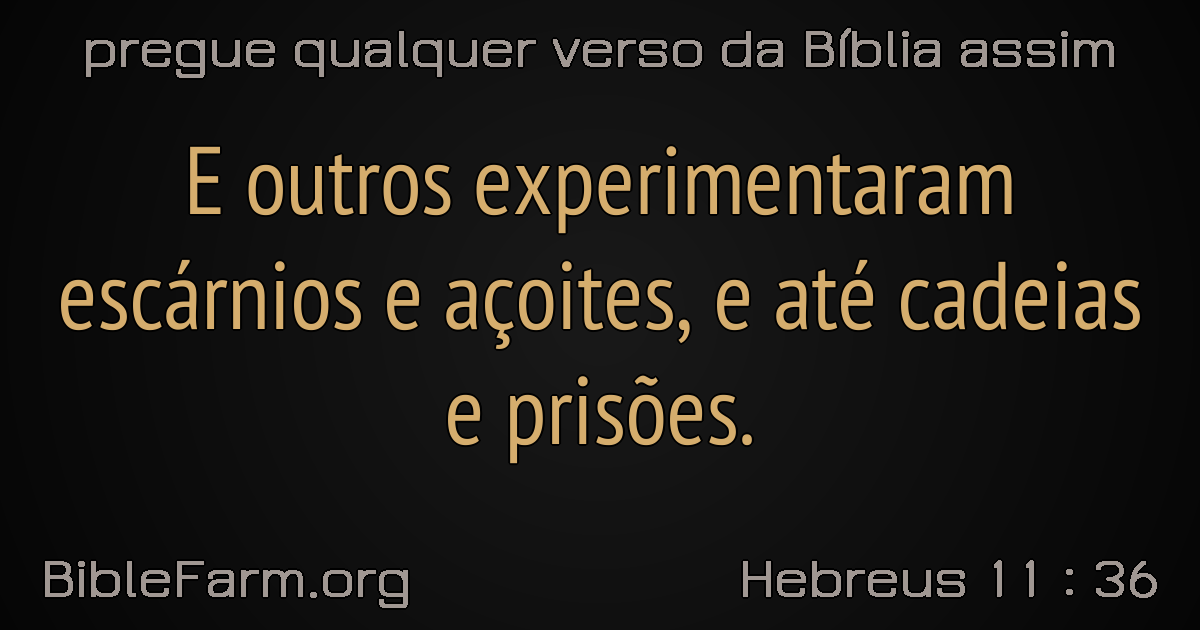 pregue qualquer verso da Bíblia assim
E outros experimentaram
escárnios e açoites, e até cadeias
e prisões.
BibleFarm.org
Hebreus 11 : 36